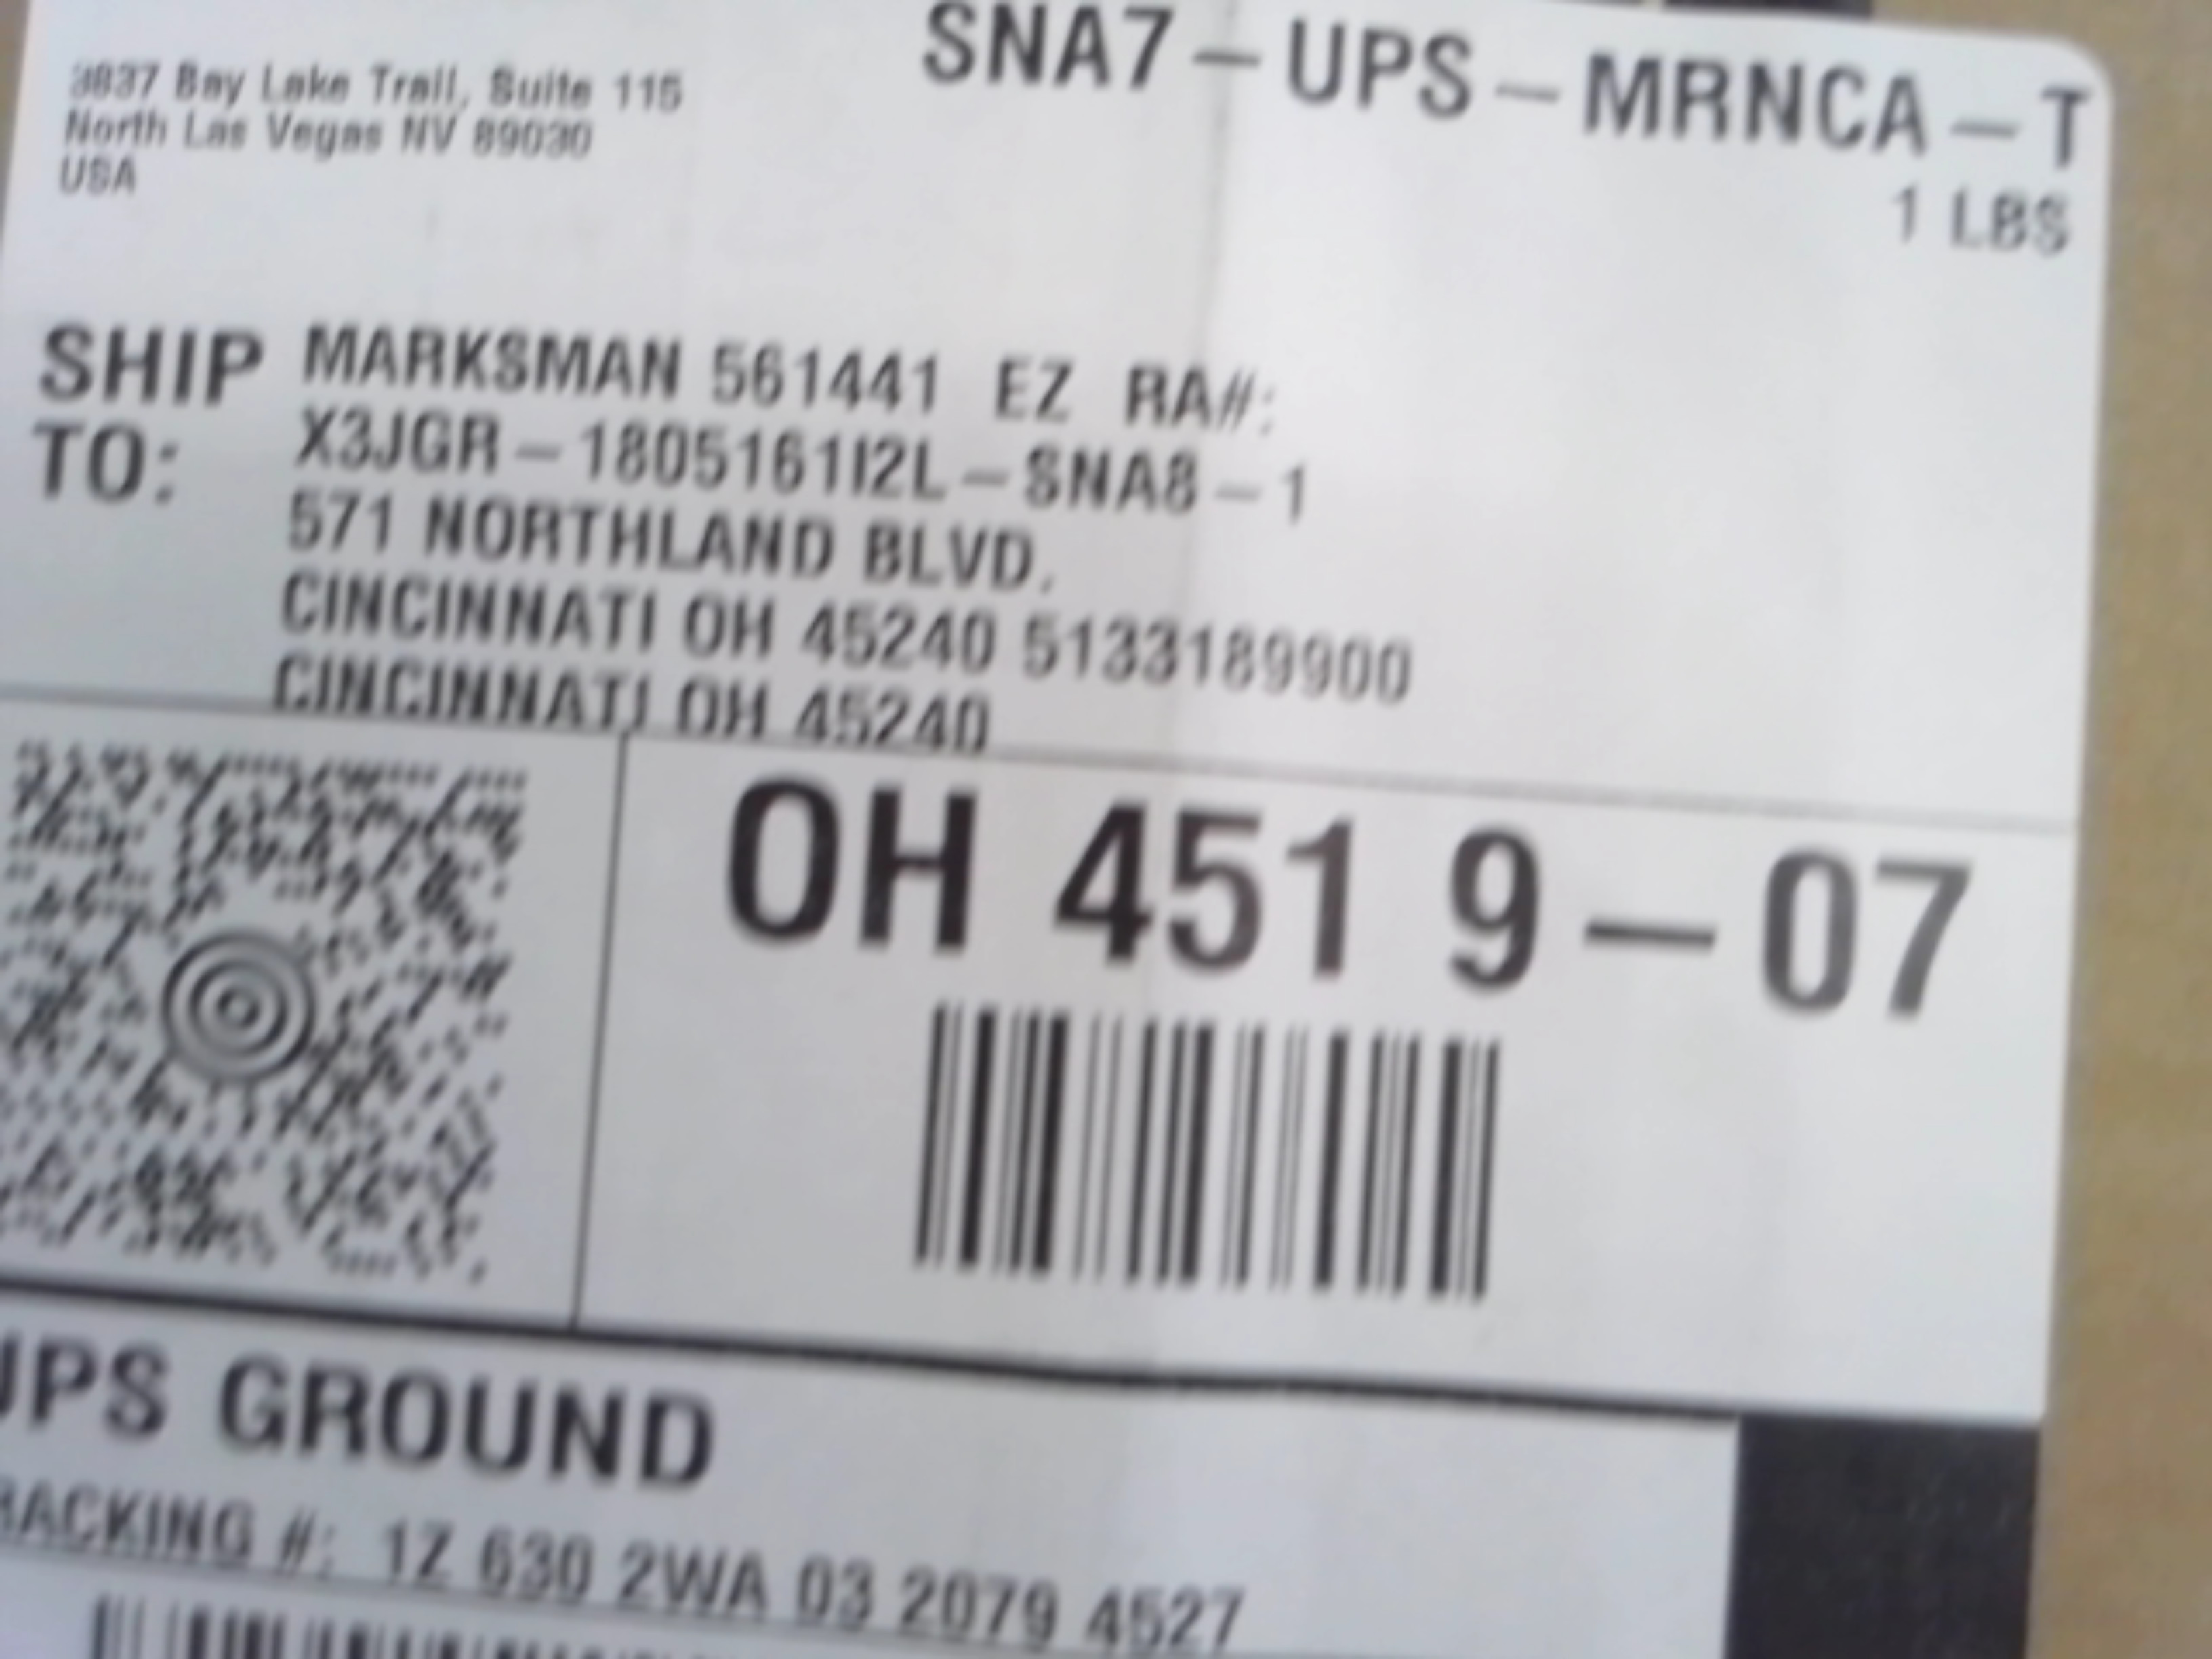 3837 Bay Lake Trail, Suite 115
North Las Vegas NV 89030
USA
SNA7-UPS-MRNCA-T
1 LBS
SHIP TO:
MARKSMAN 561441 EZ RA#:
X3JGR-1805161I2L-SNA8-1
571 NORTHLAND BLVD.
CINCINNATI OH 45240 5133189900
CINCINNATI OH 45240
OH 451 9-07
UPS GROUND
TRACKING #: 1Z 630 2WA 03 2079 4527